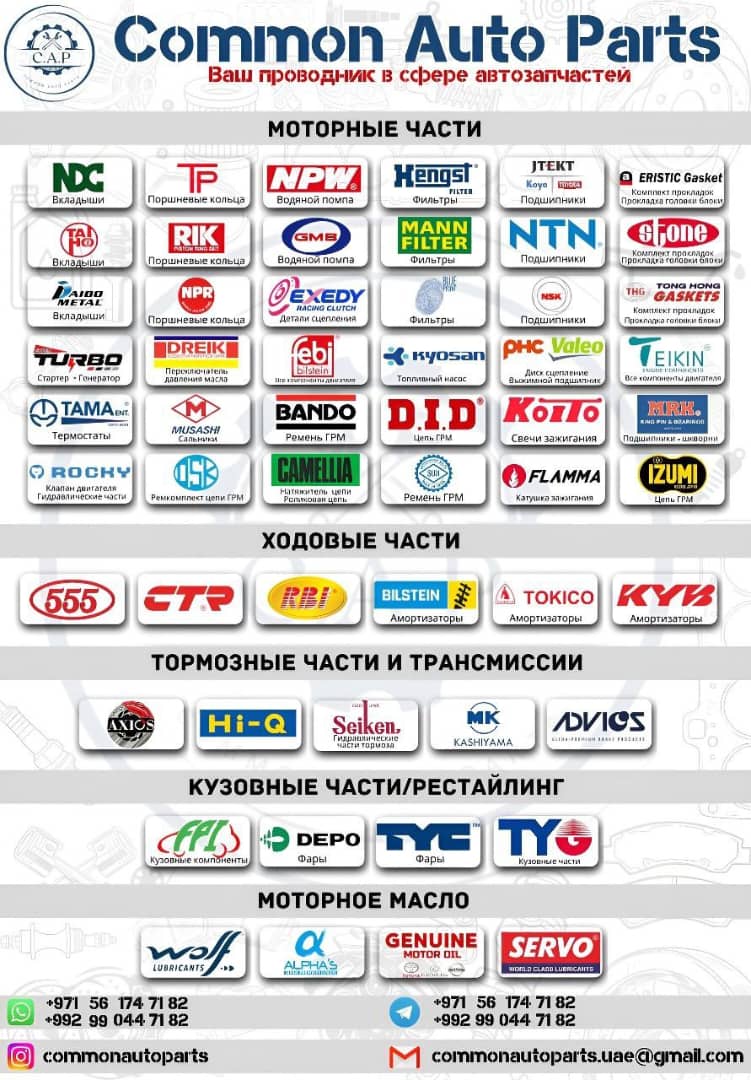 C.A.P
Common Auto Parts
Ваш проводник в сфере автозапчастей
МОТОРНЫЕ ЧАСТИ
NDC
Вкладыши
TP
Поршневые кольца
NPW
Водяной помпа
Hengst
FILTER
Фильтры
JTEKT
Koyo TOYODA
Подшипники
ERISTIC Gasket
Комплект прокладок
Прокладка головки блоки
TAIHO
Вкладыши
RIK
PISTON RING SET
Поршневые кольца
GMB
Водяной помпа
MANN
FILTER
Фильтры
NTN
Подшипники
stone
Комплект прокладок
Прокладка головки блоки
DAIDO
METAL
Вкладыши
NPR
Поршневые кольца
EXEDY
RACING CLUTCH
Детали сцепления
BLUE
PRINT
Фильтры
NSK
Подшипники
THG TONG HONG
GASKETS
Комплект прокладок
Прокладка головки блоки
TURBO
Стартер - Генератор
DREIK
Переключатель
давления масла
febi
bilstein
Все компоненты двигателя
KYOSAN
Топливный насос
PHC Valeo
Диск сцепление
Выжимной подшипник
TEIKIN
ENGINE COMPONENTS
Все компоненты двигателя
TAMA ENT.
Термостаты
MUSASHI
Сальники
BANDO
Ремень ГРМ
D.I.D
Цепь ГРМ
KOITO
Свечи зажигания
MRK.
KING PIN & BEARINGS
Подшипники - шкворни
ROCKY
Клапан двигателя
Гидравлические части
OSK
Ремкомплект цепи ГРМ
CAMELLIA
Натяжитель цепи
Роликовая цепь
SUN
Ремень ГРМ
FLAMMA
Катушка зажигания
IZUMI
Цепь ГРМ
ХОДОВЫЕ ЧАСТИ
555
CTR
RBI
BILSTEIN
Амортизаторы
TOKICO
Амортизаторы
KYB
Амортизаторы
ТОРМОЗНЫЕ ЧАСТИ И ТРАНСМИССИИ
AXIOS
Hi-Q
Seiken
Гидравлические
части тормоза
MK
KASHIYAMA
ADVICS
ULTRA-PREMIUM BRAKE PRODUCTS
КУЗОВНЫЕ ЧАСТИ/РЕСТАЙЛИНГ
FPI
Кузовные компоненты
DEPO
Фары
TYC
Фары
TYG
Кузовные части
МОТОРНОЕ МАСЛО
wolf
LUBRICANTS
ALPHA'S
GENUINE
MOTOR OIL
SERVO
WORLD CLASS LUBRICANTS
+971 56 174 71 82
+992 99 044 71 82
+971 56 174 71 82
+992 99 044 71 82
commonautoparts
commonautoparts.uae@gmail.com